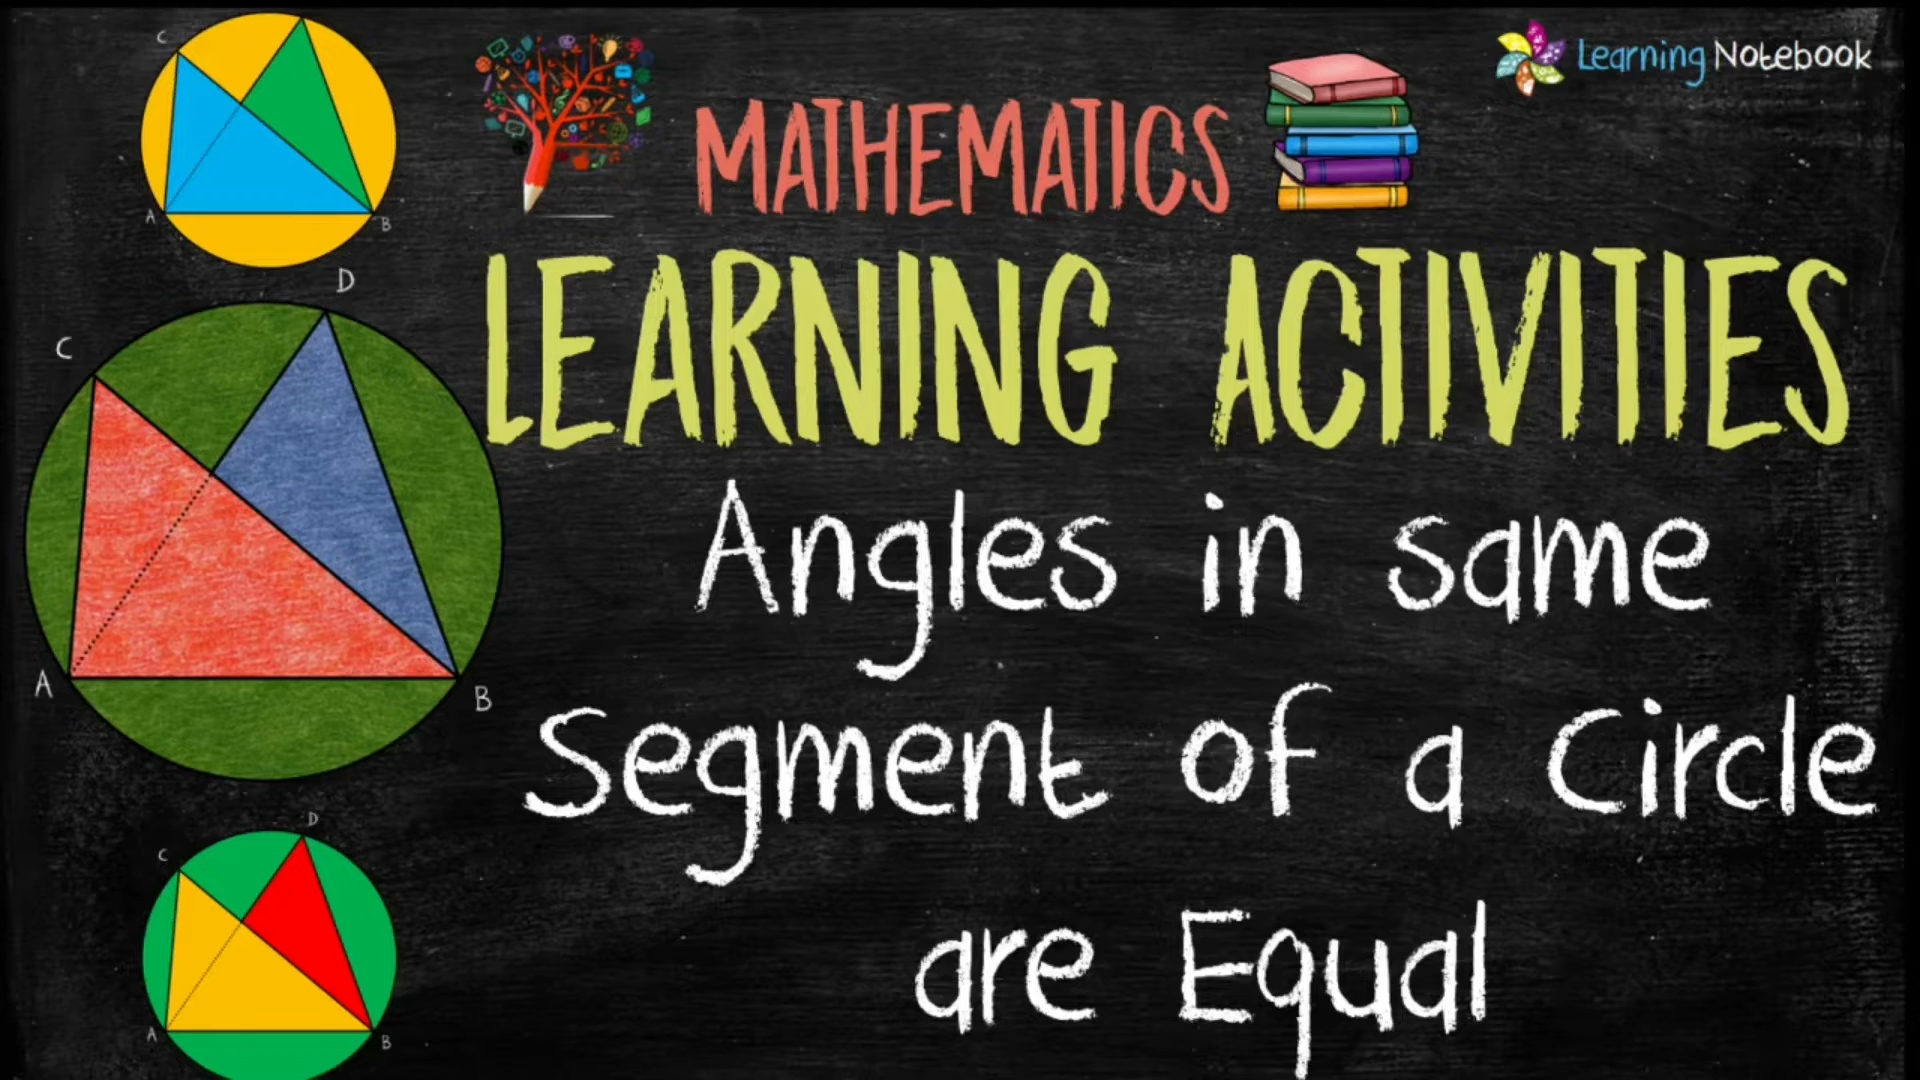 Learning Notebook
MATHEMATICS
LEARNING ACTIVITIES
Angles in same
Segment of a Circle
are Equal
C
A
B
D
C
A
B
D
C
A
B